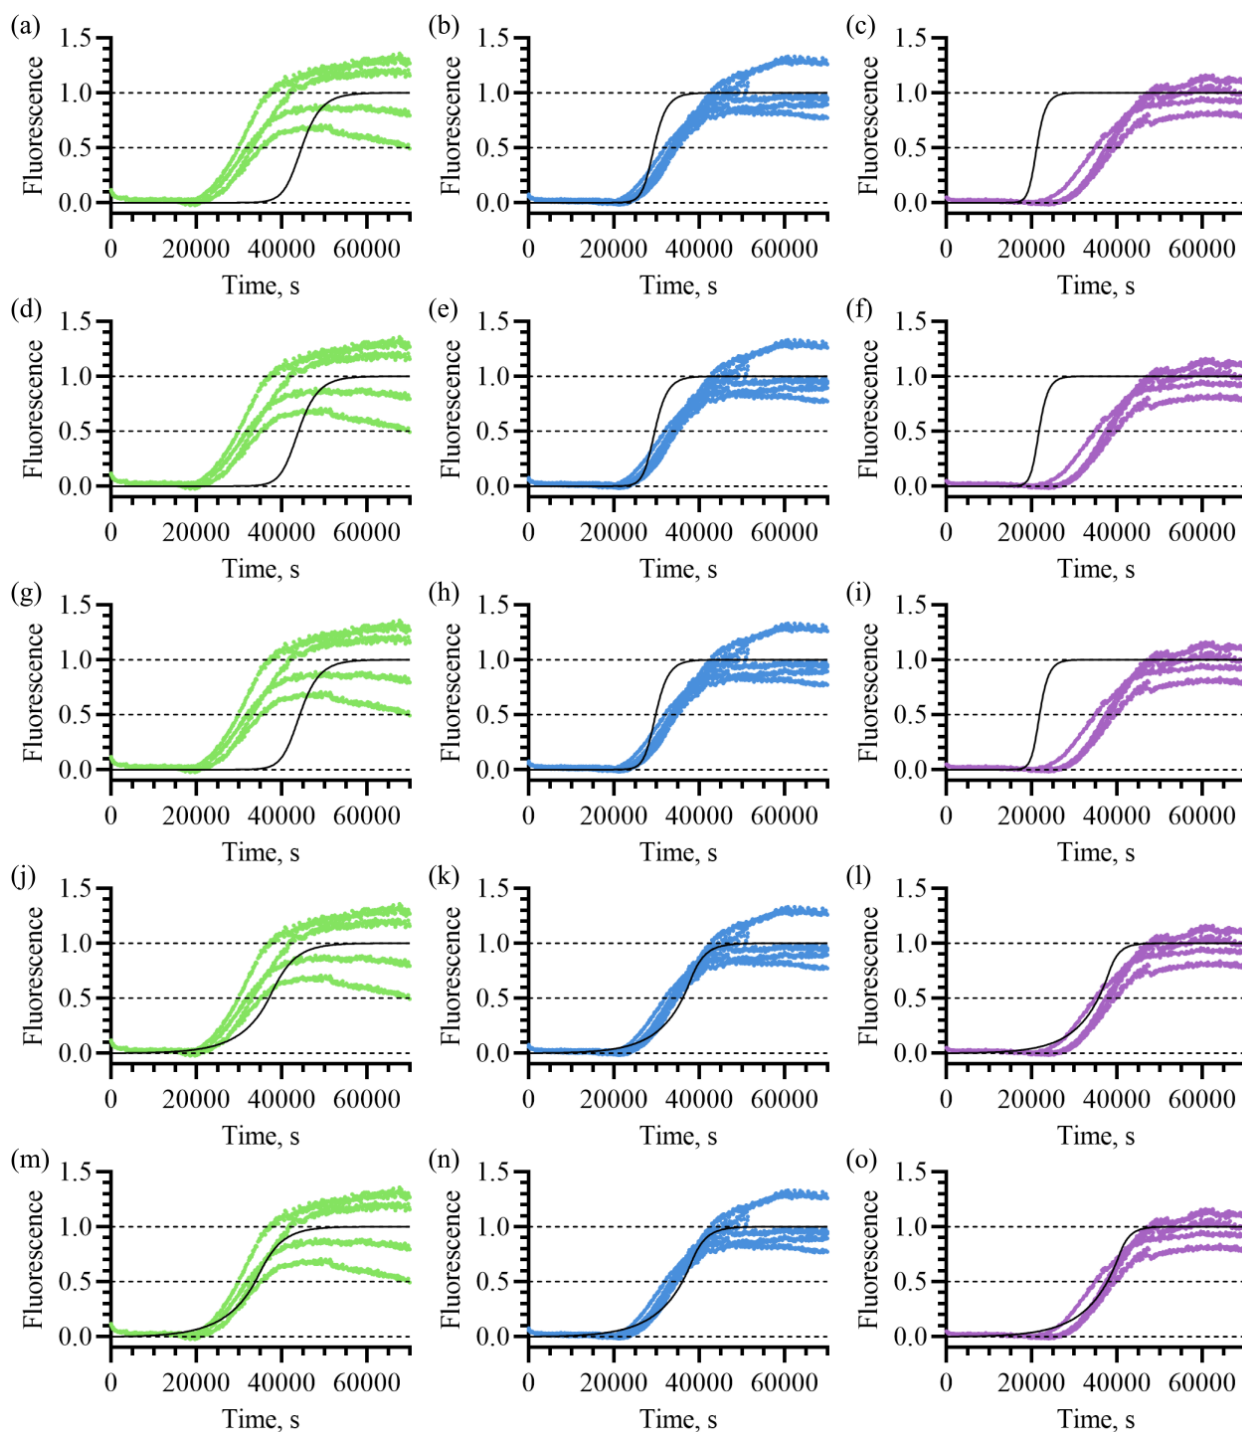 (a) (b) (c)
1.5 1.5 1.5
1.0 1.0 1.0
0.5 0.5 0.5
0.0 0.0 0.0
Fluorescence Fluorescence Fluorescence
0 20000 40000 60000 0 20000 40000 60000 0 20000 40000 60000
Time, s Time, s Time, s
(d) (e) (f)
1.5 1.5 1.5
1.0 1.0 1.0
0.5 0.5 0.5
0.0 0.0 0.0
Fluorescence Fluorescence Fluorescence
0 20000 40000 60000 0 20000 40000 60000 0 20000 40000 60000
Time, s Time, s Time, s
(g) (h) (i)
1.5 1.5 1.5
1.0 1.0 1.0
0.5 0.5 0.5
0.0 0.0 0.0
Fluorescence Fluorescence Fluorescence
0 20000 40000 60000 0 20000 40000 60000 0 20000 40000 60000
Time, s Time, s Time, s
(j) (k) (l)
1.5 1.5 1.5
1.0 1.0 1.0
0.5 0.5 0.5
0.0 0.0 0.0
Fluorescence Fluorescence Fluorescence
0 20000 40000 60000 0 20000 40000 60000 0 20000 40000 60000
Time, s Time, s Time, s
(m) (n) (o)
1.5 1.5 1.5
1.0 1.0 1.0
0.5 0.5 0.5
0.0 0.0 0.0
Fluorescence Fluorescence Fluorescence
0 20000 40000 60000 0 20000 40000 60000 0 20000 40000 60000
Time, s Time, s Time, s